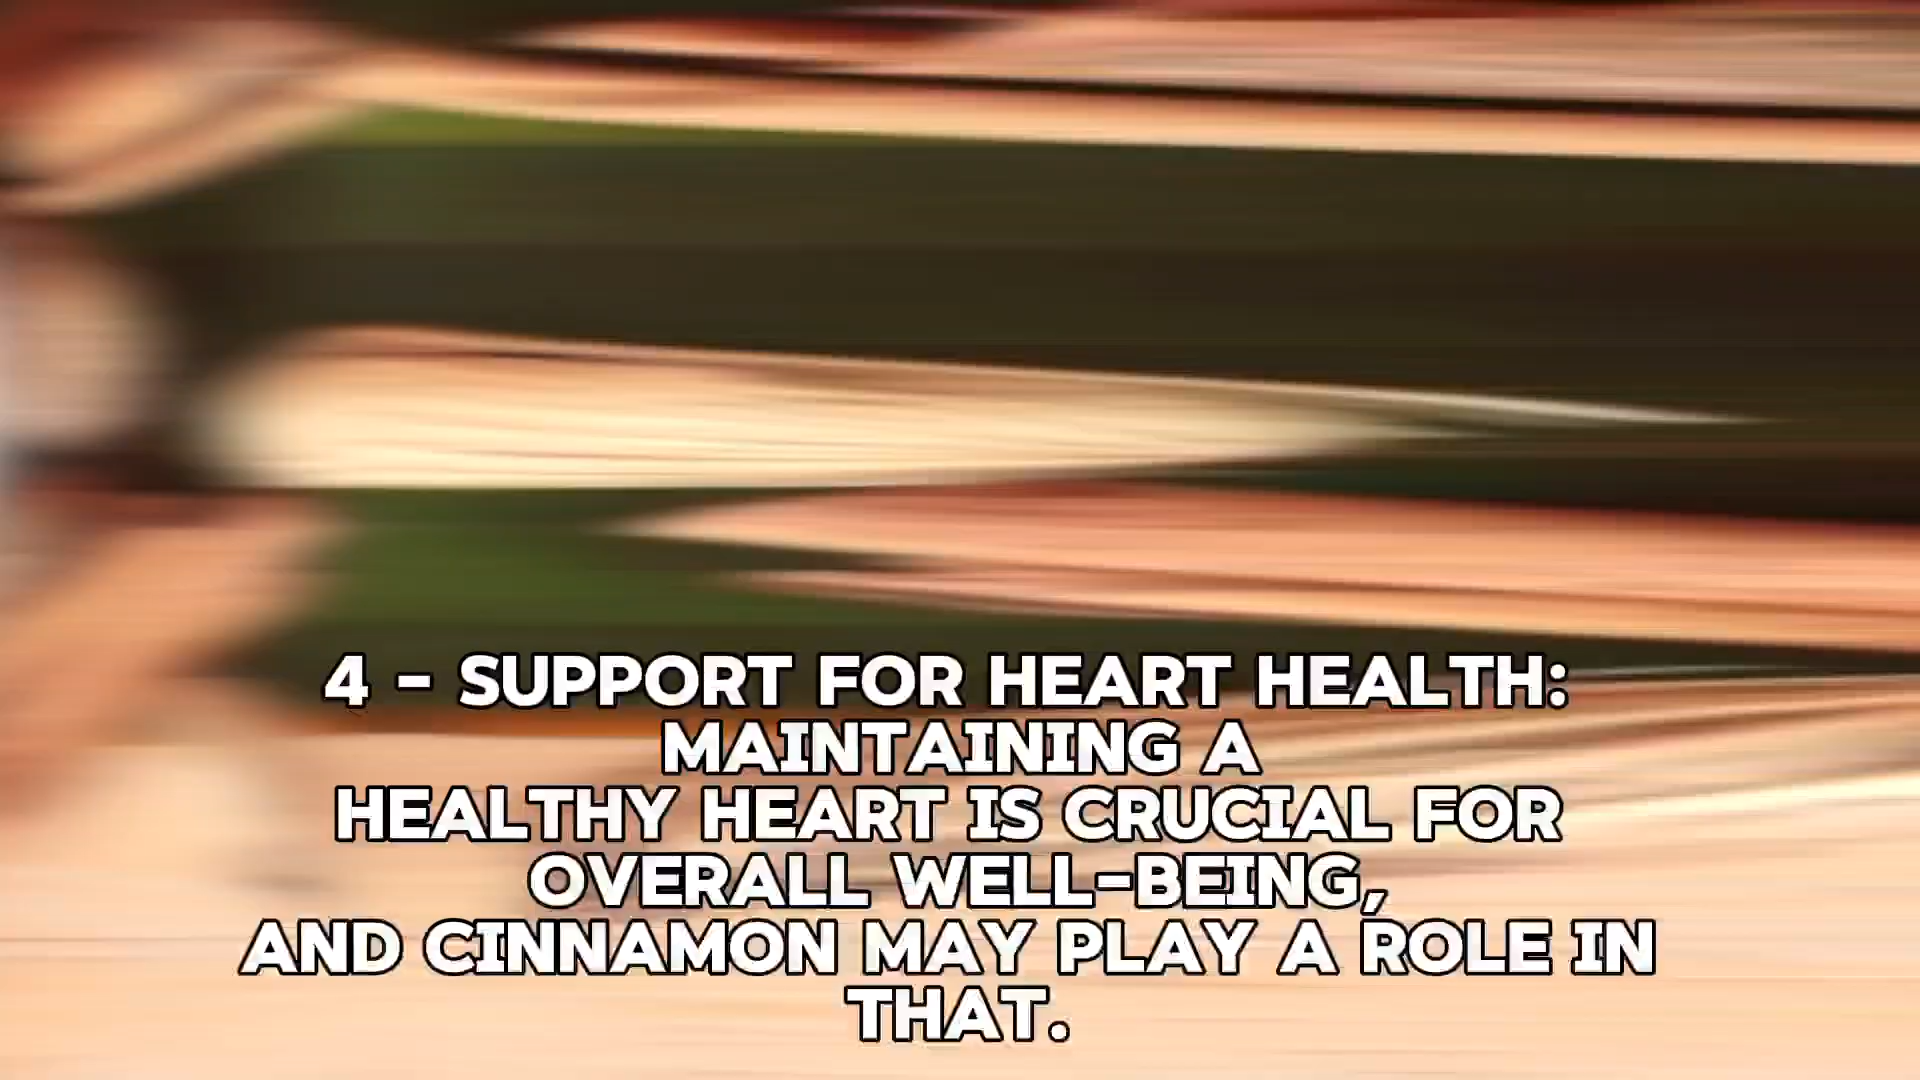 4 - SUPPORT FOR HEART HEALTH:
MAINTAINING A
HEALTHY HEART IS CRUCIAL FOR
OVERALL WELL-BEING,
AND CINNAMON MAY PLAY A ROLE IN
THAT.